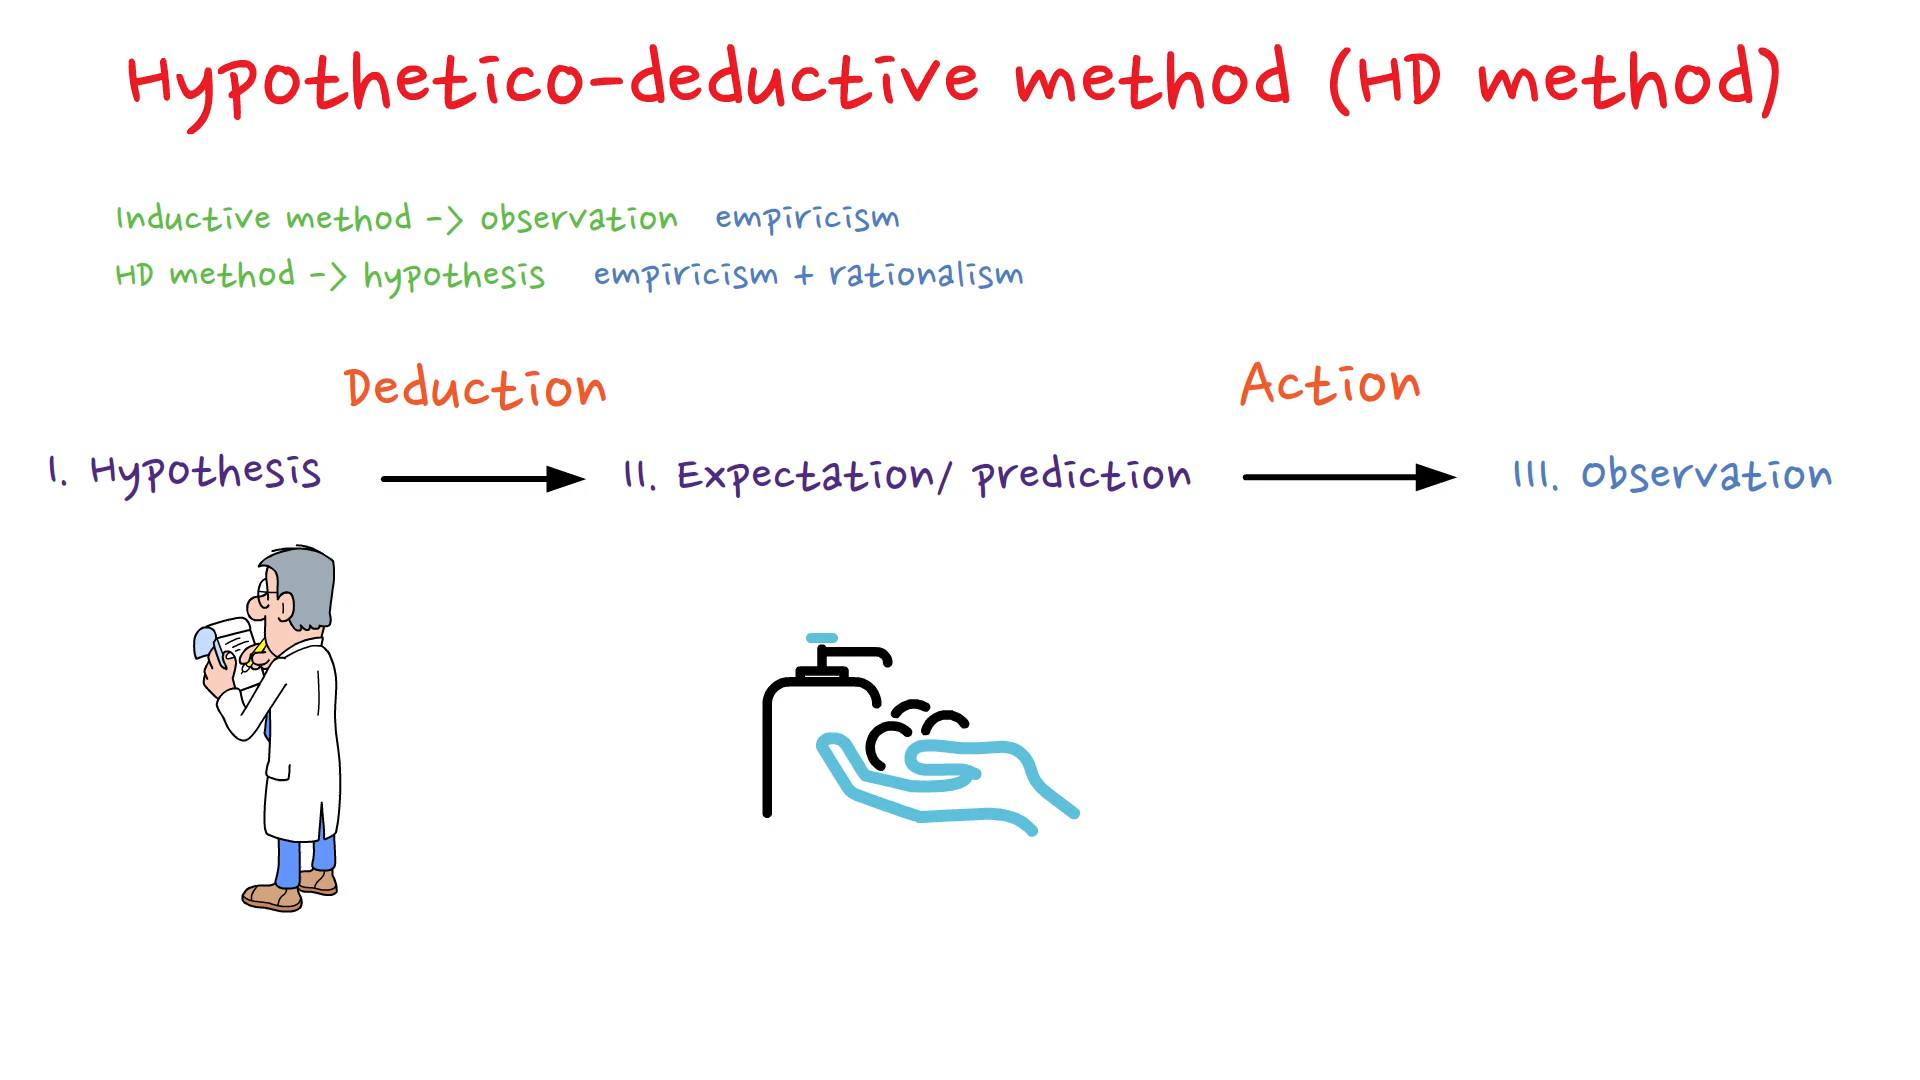 Hypothetico-deductive method (HD method)
Inductive method -> observation empiricism
HD method -> hypothesis empiricism + rationalism
Deduction Action
I. Hypothesis II. Expectation/ prediction III. Observation